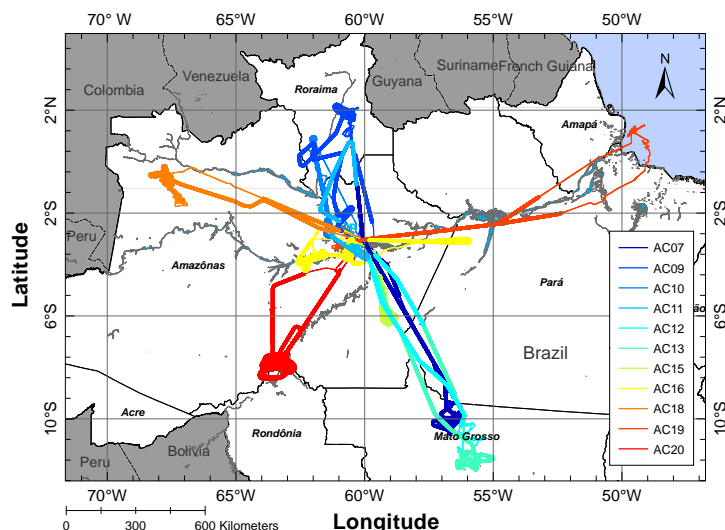 70°W 65°W 60°W 55°W 50°W
N
Suriname
French Guiana
Venezuela
Guyana
Colombia
Roraima
2°N 2°N
Amapá
2°S 2°S
Peru
Amazônas
Pará
Latitude
Latitude
AC07
AC09
AC10
AC11
AC12
AC13
AC15
AC16
AC18
AC19
AC20
ão
6°S 6°S
Brazil
10°S 10°S
Acre
Rondônia
Mato Grosso
Bolivia
Peru
70°W 65°W 60°W 55°W 50°W
0 300 600 Kilometers
Longitude